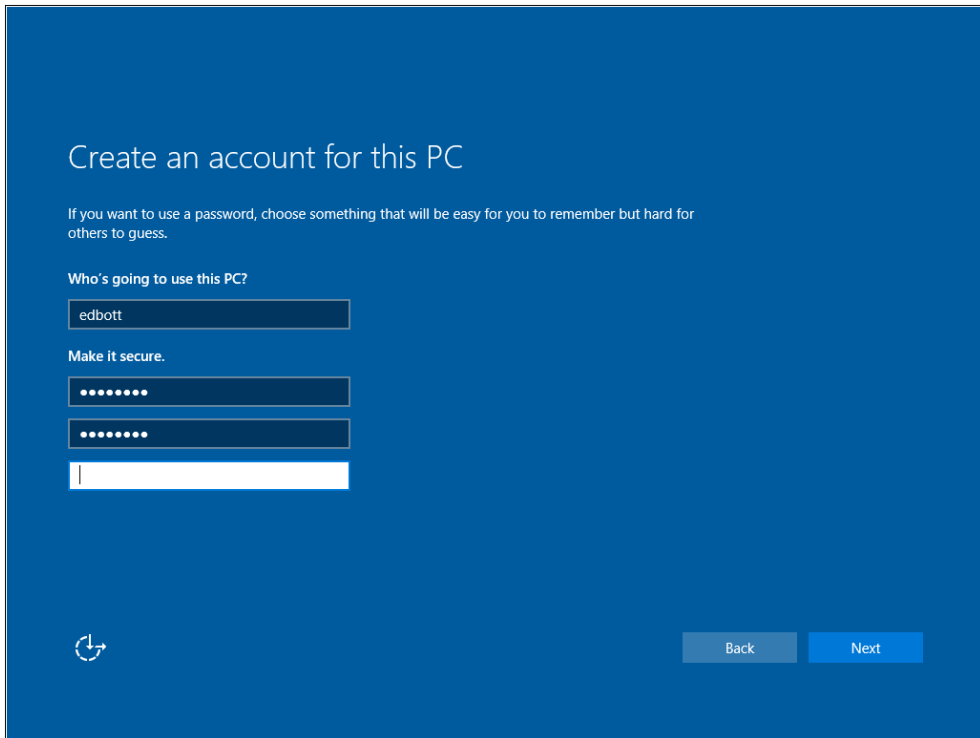 Create an account for this PC
If you want to use a password, choose something that will be easy for you to remember but hard for
others to guess.
Who's going to use this PC?
edbott
Make it secure.
●●●●●●●●
●●●●●●●●
Back
Next